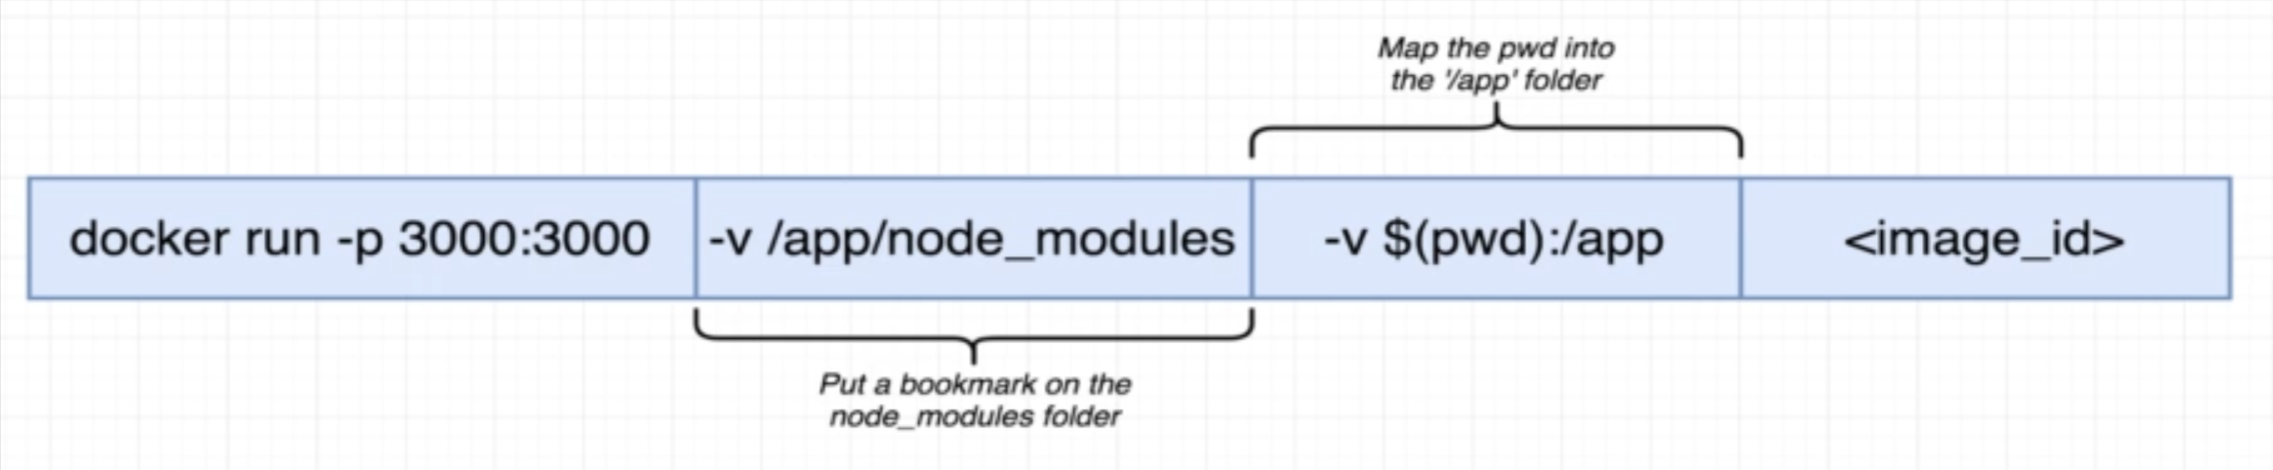 Map the pwd into
the '/app' folder
docker run -p 3000:3000 -v /app/node_modules -v $(pwd):/app <image_id>
Put a bookmark on the
node_modules folder